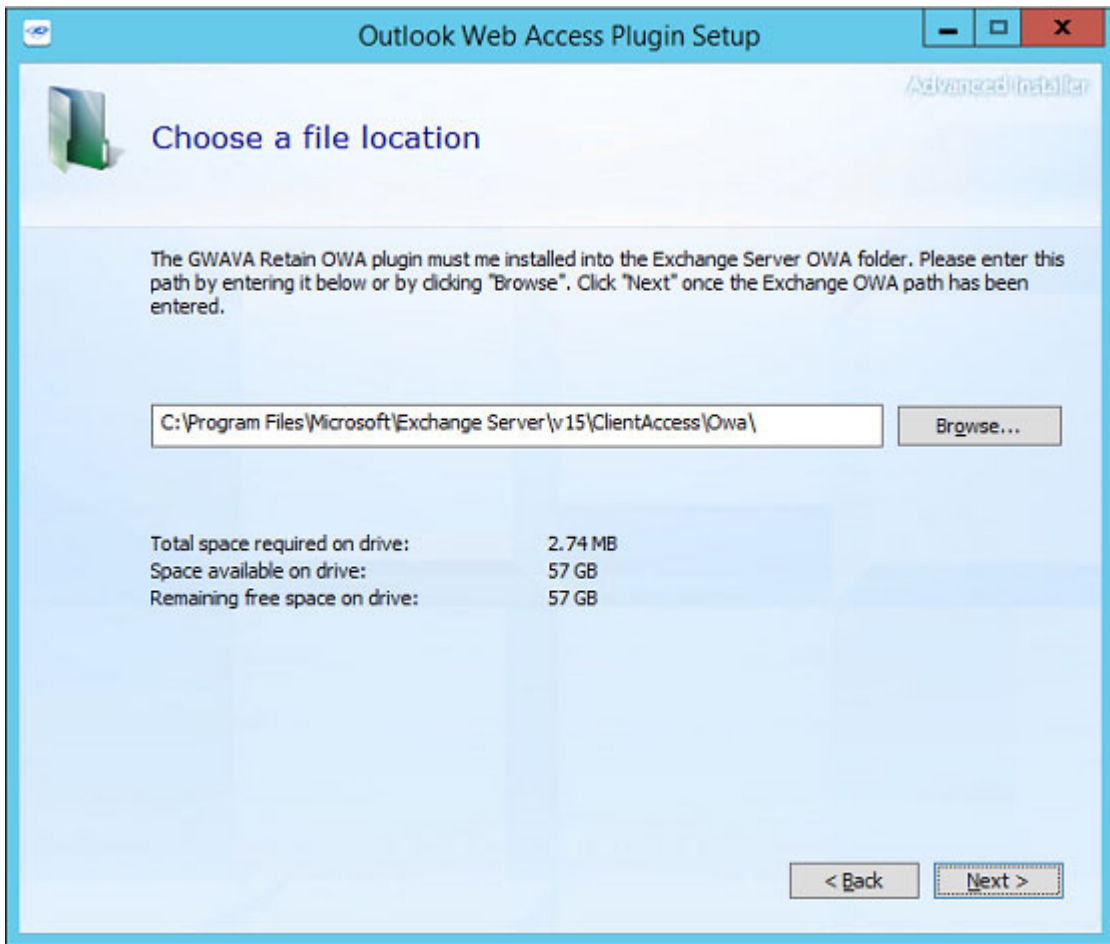 Outlook Web Access Plugin Setup
Advanced Installer
Choose a file location
The GWAVA Retain OWA plugin must me installed into the Exchange Server OWA folder. Please enter this
path by entering it below or by clicking "Browse". Click "Next" once the Exchange OWA path has been
entered.
C:\Program Files\Microsoft\Exchange Server\v15\ClientAccess\Owa\
Browse...
Total space required on drive: 2.74 MB
Space available on drive: 57 GB
Remaining free space on drive: 57 GB
< Back
Next >